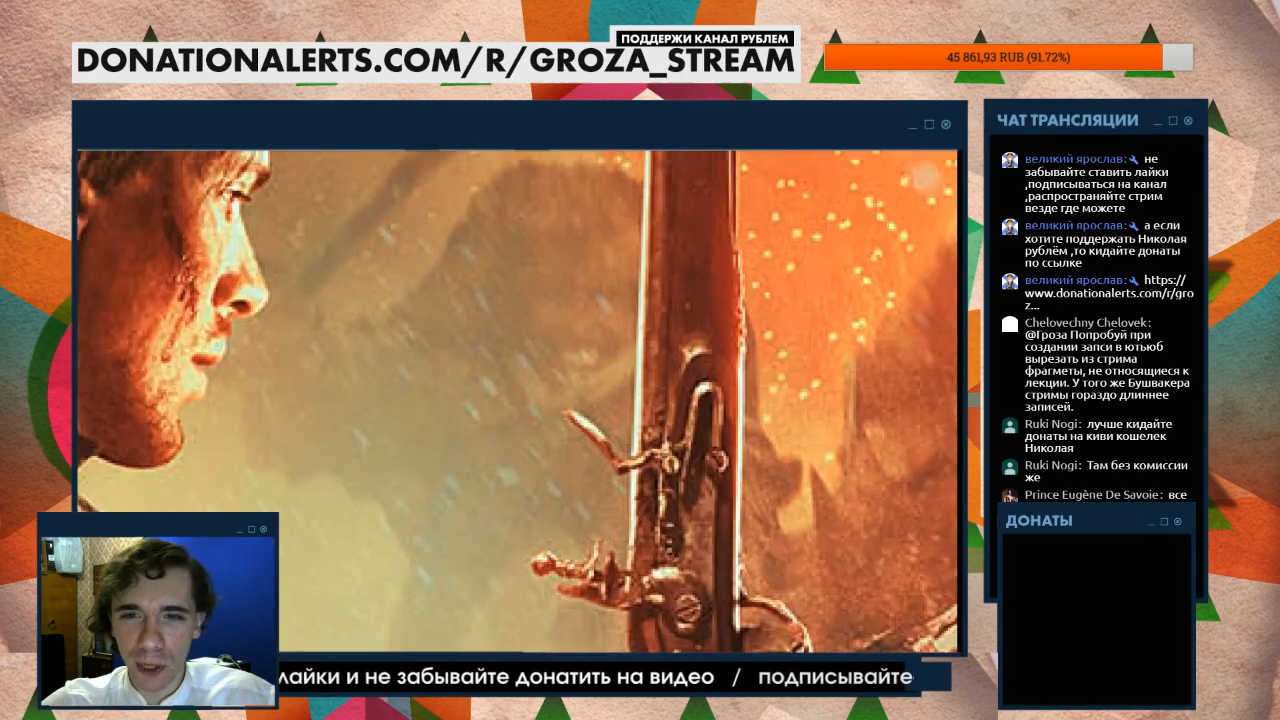 ПОДДЕРЖИ КАНАЛ РУБЛЕМ
DONATIONALERTS.COM/R/GROZA_STREAM
45 861,93 RUB (91.72%)
ЧАТ ТРАНСЛЯЦИИ
великий ярослав: не
забывайте ставить лайки
,подписываться на канал
,распространяйте стрим
везде где можете
великий ярослав: а если
хотите поддержать Николая
рублём ,то кидайте донаты
по ссылке
великий ярослав: https://
www.donationalerts.com/r/gro
z...
Chelovechny Chelovek:
@Гроза Попробуй при
создании запси в ютьюб
вырезать из стрима
фрагметы, не относящиеся к
лекции. У того же Бушвакера
стримы гораздо длиннее
записей.
Ruki Nogi: лучше кидайте
донаты на киви кошелек
Николая
Ruki Nogi: Там без комиссии
же
Prince Eugène De Savoie: все
ДОНАТЫ
лайки и не забывайте донатить на видео / подписывайте